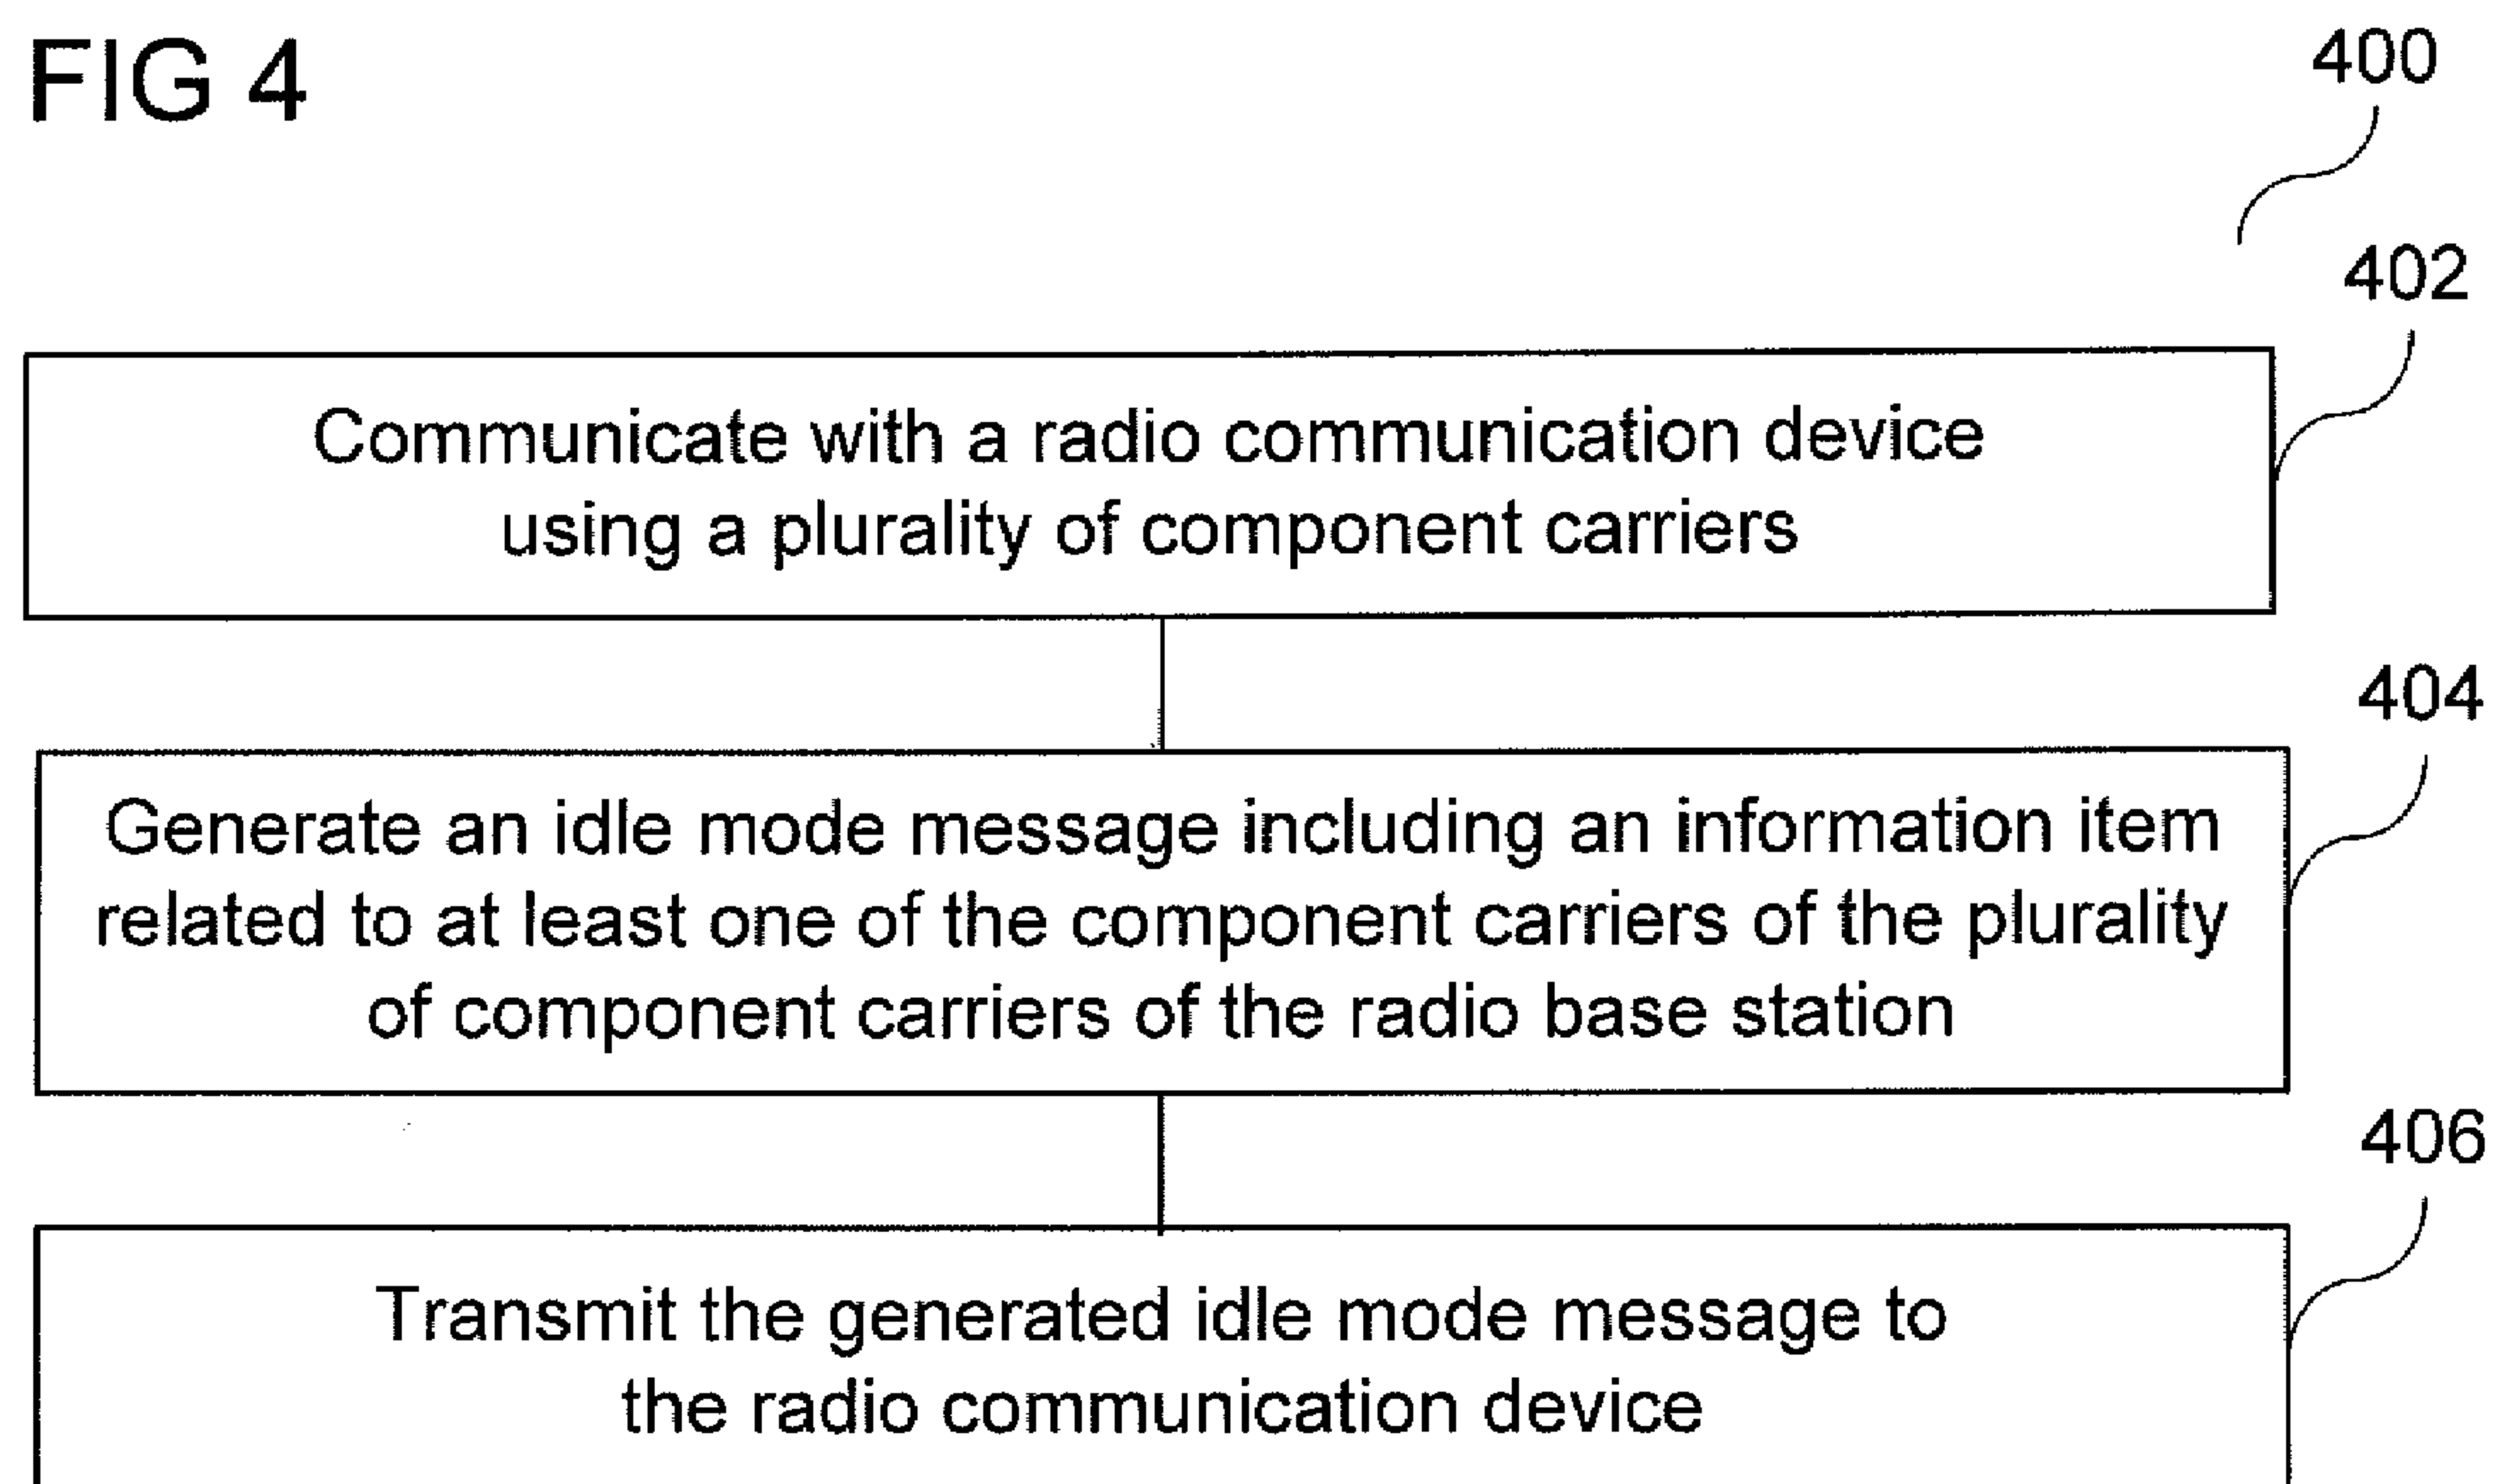 FIG 4
400
402
Communicate with a radio communication device
using a plurality of component carriers
404
Generate an idle mode message including an information item
related to at least one of the component carriers of the plurality
of component carriers of the radio base station
406
Transmit the generated idle mode message to
the radio communication device